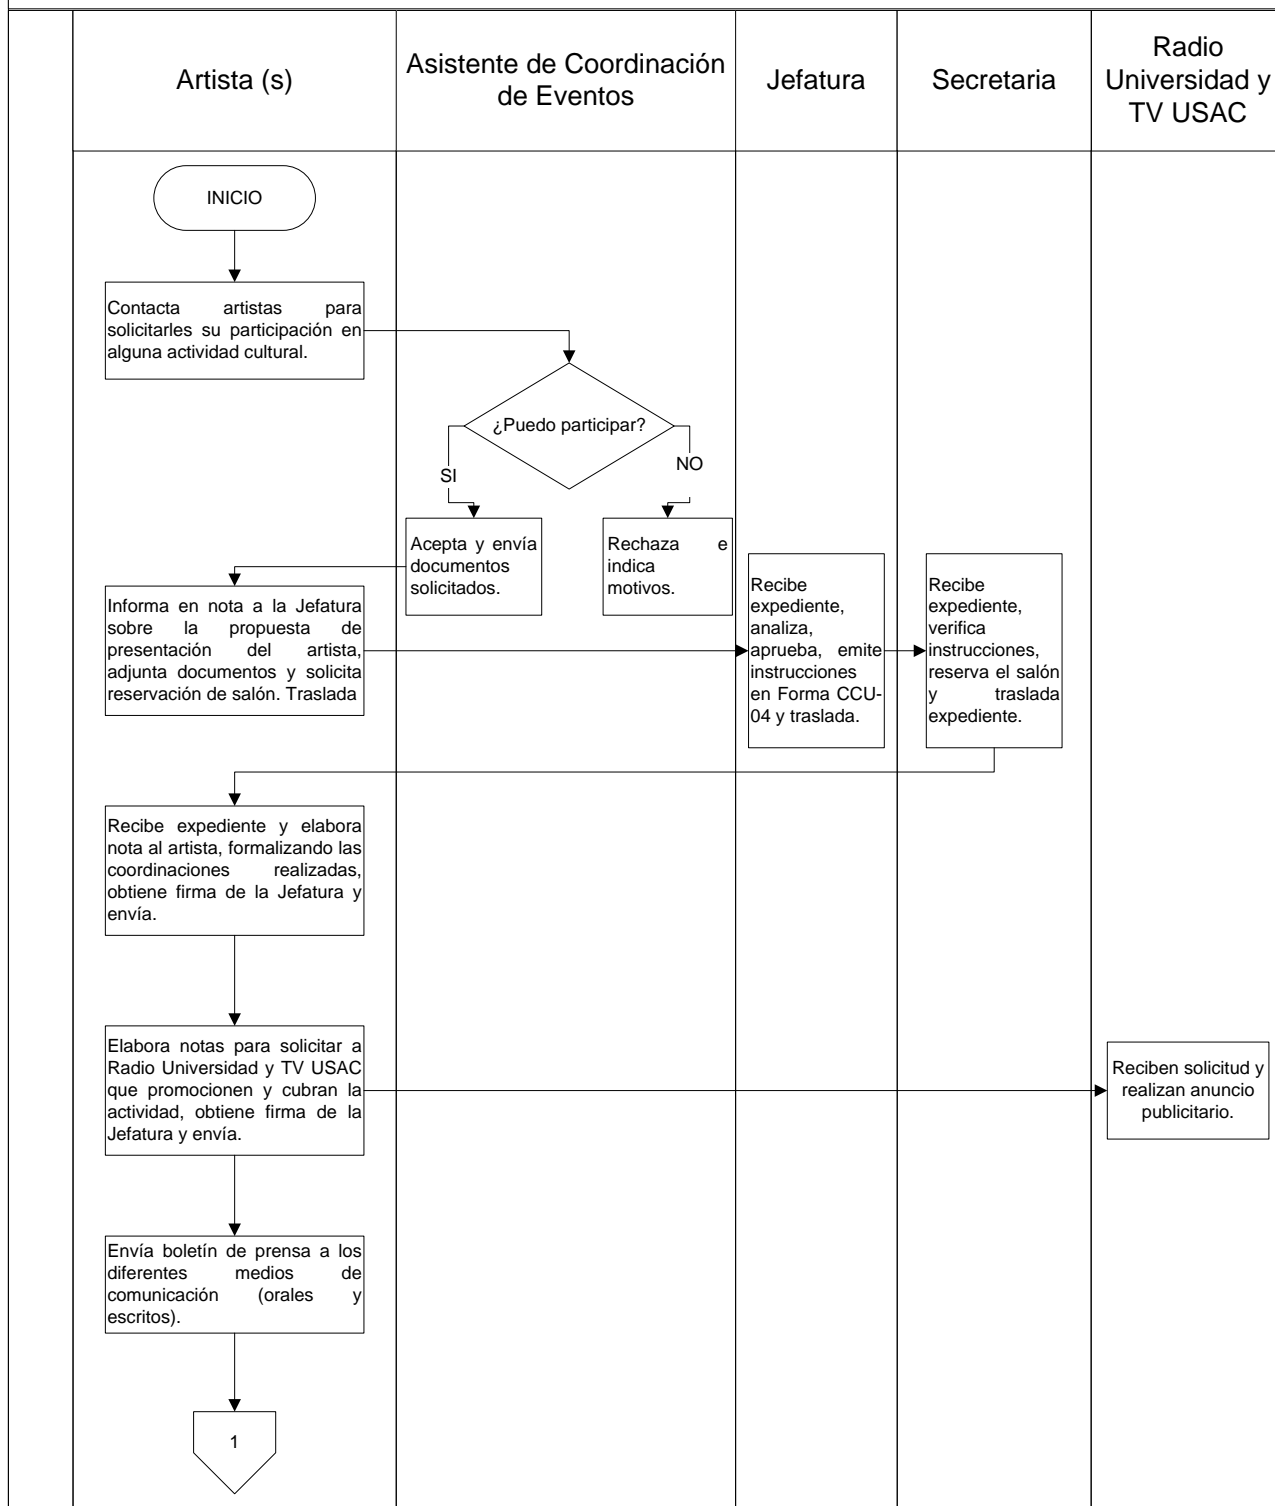 Artista (s)
Asistente de Coordinación
de Eventos
Jefatura
Secretaria
Radio
Universidad y
TV USAC
INICIO
Contacta artistas para
solicitarles su participación en
alguna actividad cultural.
¿Puedo participar?
SI
NO
Acepta y envía
documentos
solicitados.
Rechaza e
indica
motivos.
Informa en nota a la Jefatura
sobre la propuesta de
presentación del artista,
adjunta documentos y solicita
reservación de salón. Traslada
Recibe
expediente,
analiza,
aprueba, emite
instrucciones
en Forma CCU-
04 y traslada.
Recibe
expediente,
verifica
instrucciones,
reserva el salón
y traslada
expediente.
Recibe expediente y elabora
nota al artista, formalizando las
coordinaciones realizadas,
obtiene firma de la Jefatura y
envía.
Elabora notas para solicitar a
Radio Universidad y TV USAC
que promocionen y cubran la
actividad, obtiene firma de la
Jefatura y envía.
Reciben solicitud y
realizan anuncio
publicitario.
Envía boletín de prensa a los
diferentes medios de
comunicación (orales y
escritos).
1